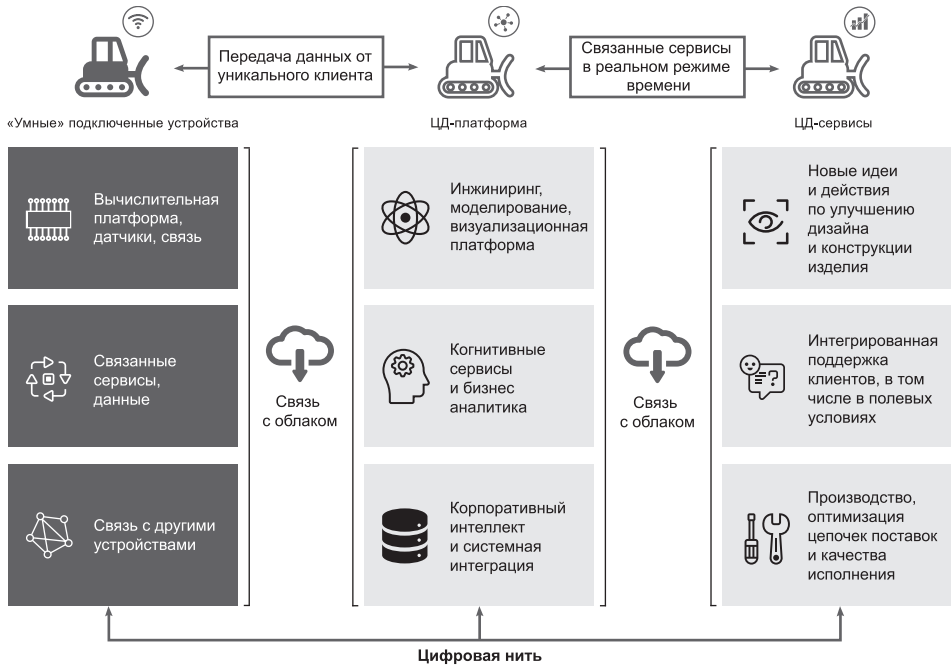 Передача данных от
уникального клиента
Связанные сервисы
в реальном режиме
времени
«Умные» подключенные устройства
ЦД-платформа
ЦД-сервисы
Вычислительная
платформа,
датчики, связь
Связанные
сервисы,
данные
Связь с другими
устройствами
Связь
с облаком
Инжиниринг,
моделирование,
визуализационная
платформа
Когнитивные
сервисы
и бизнес
аналитика
Корпоративный
интеллект
и системная
интеграция
Связь
с облаком
Новые идеи
и действия
по улучшению
дизайна
и конструкции
изделия
Интегрированная
поддержка
клиентов, в том
числе в полевых
условиях
Производство,
оптимизация
цепочек поставок
и качества
исполнения
Цифровая нить